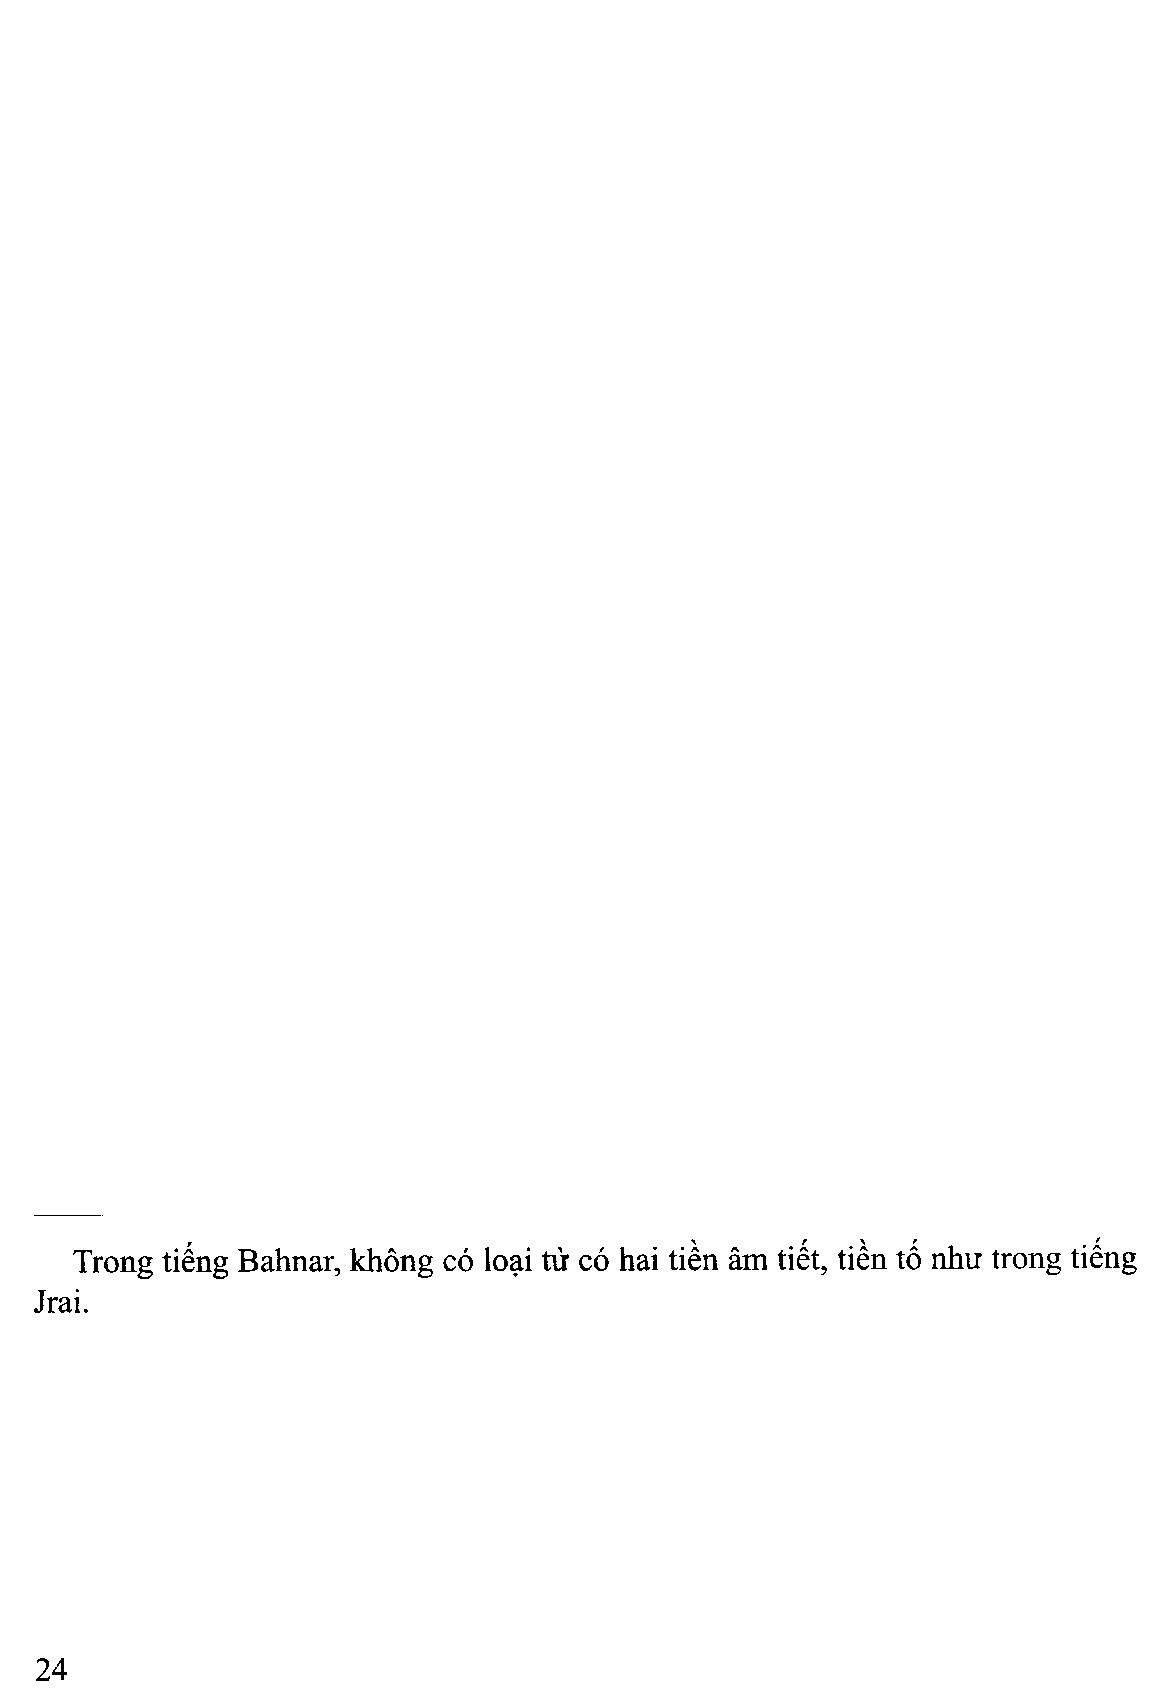 Trong tiếng Bahnar, không có loại từ có hai tiền âm tiết, tiền tố như trong tiếng
Jrai.
24